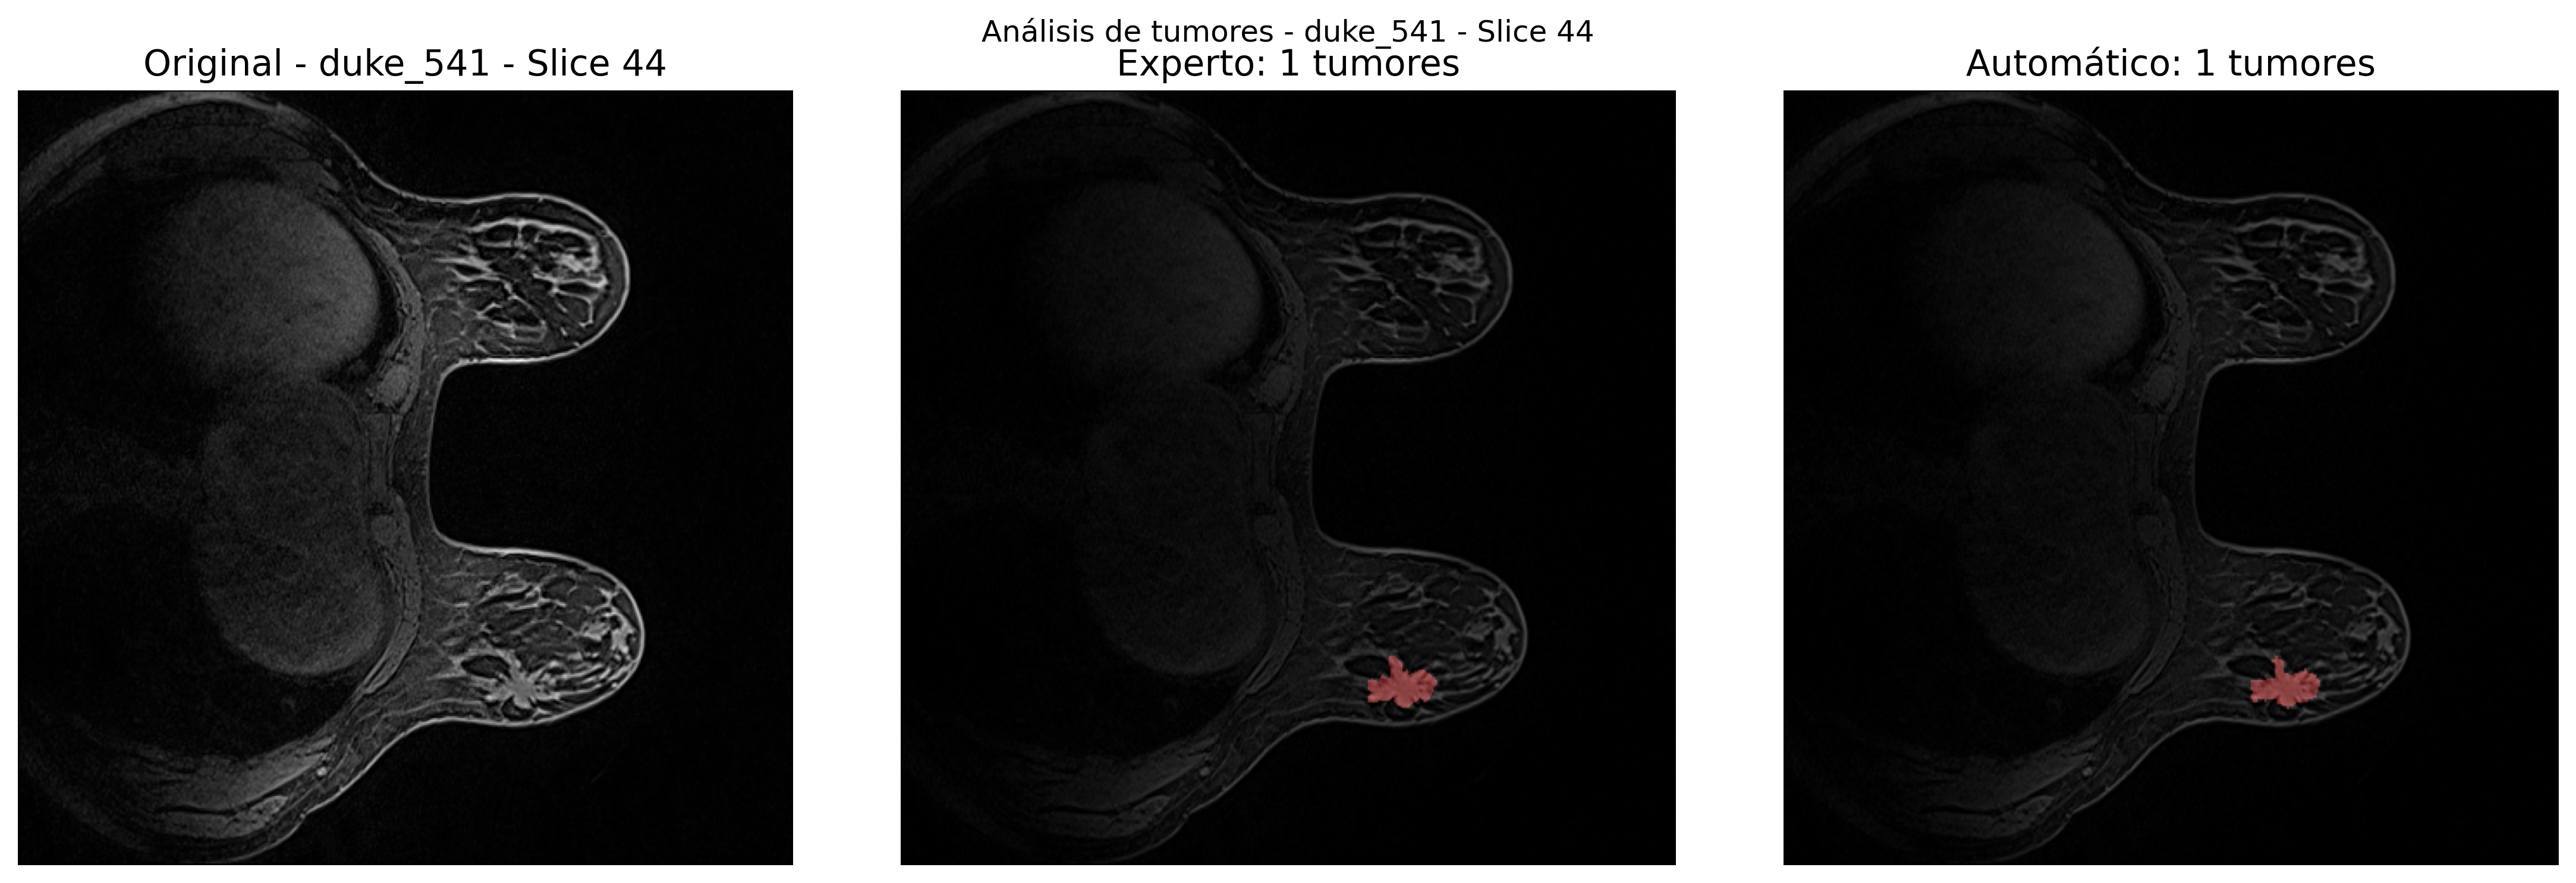 Análisis de tumores - duke_541 - Slice 44
Original - duke_541 - Slice 44
Experto: 1 tumores
Automático: 1 tumores